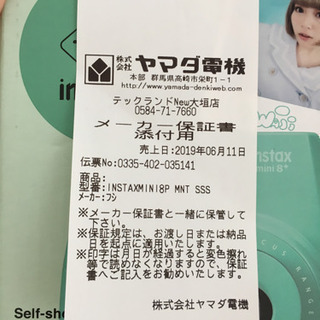 株式会社 ヤマダ電機
本部 群馬県高崎市栄町1-1
http://www.yamada-denkiweb.com
テックランドNew大垣店
0584-71-7660
メーカー保証書
添付用
売上日:2019年06月11日
伝票No:0335-402-035141
商品:
型番:INSTAXMINI8P MNT SSS
メーカー:フジ
※メーカー保証書と一緒に保管して
下さい。
※保証規定は、お渡し日または納品
日を起点に適用いたします。
※印字は月日が経過すると変色擦れ
等で読めなくなりますので、保証
書へご記入をお勧めいたします。
株式会社ヤマダ電機
in
instax
mini 8+
FOCUS RANGE
Self-sho